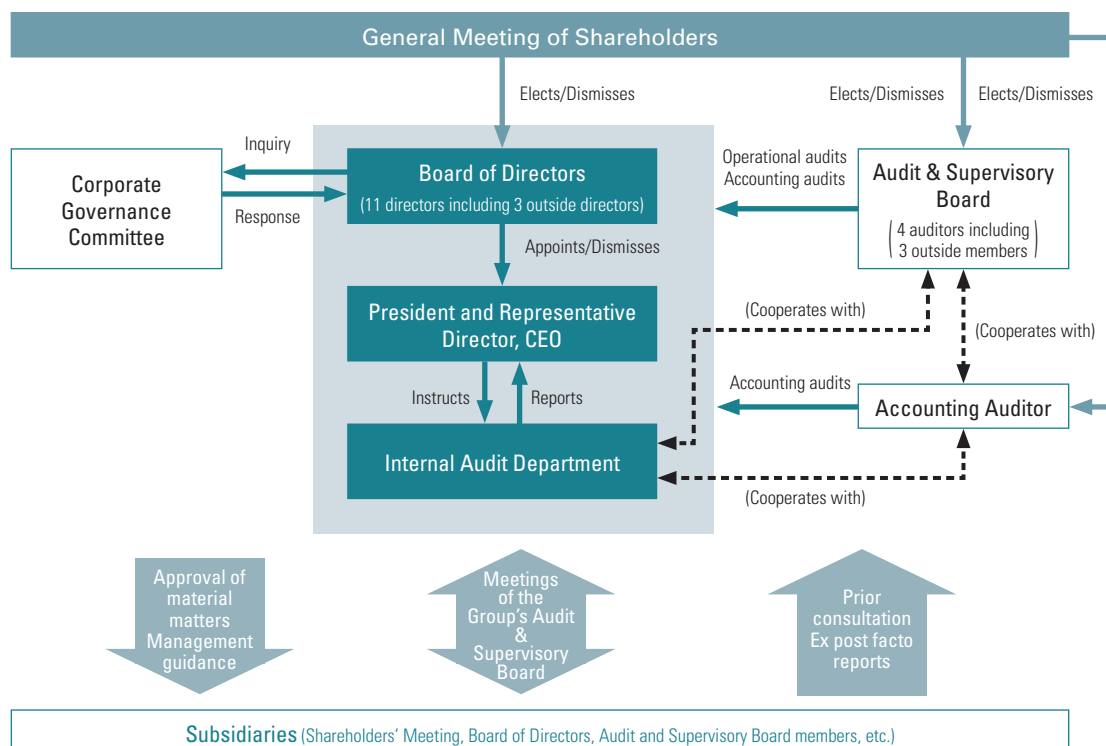 General Meeting of Shareholders
Elects/Dismisses
Elects/Dismisses
Elects/Dismisses
Inquiry
Response
Corporate
Governance
Committee
Board of Directors
(11 directors including 3 outside directors)
Operational audits
Accounting audits
Audit & Supervisory
Board
(4 auditors including
3 outside members)
Appoints/Dismisses
President and Representative
Director, CEO
(Cooperates with)
(Cooperates with)
Instructs
Reports
Accounting audits
Accounting Auditor
Internal Audit Department
(Cooperates with)
Approval of
material
matters
Management
guidance
Meetings
of the
Group's Audit
&
Supervisory
Board
Prior
consultation
Ex post facto
reports
Subsidiaries (Shareholders' Meeting, Board of Directors, Audit and Supervisory Board members, etc.)